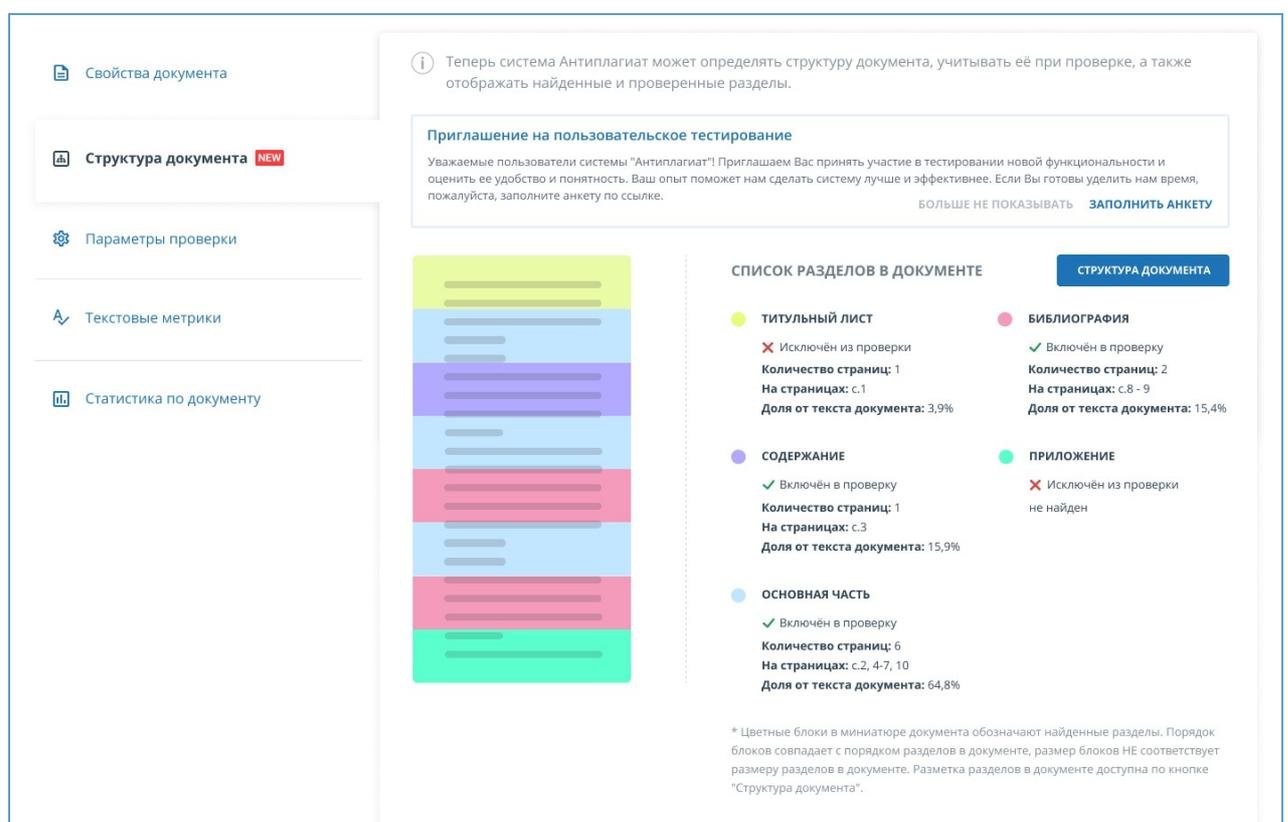 Свойства документа
Структура документа NEW
Параметры проверки
Текстовые метрики
Статистика по документу
Теперь система Антиплагиат может определять структуру документа, учитывать её при проверке, а также
отображать найденные и проверенные разделы.
Приглашение на пользовательское тестирование
Уважаемые пользователи системы "Антиплагиат"! Приглашаем Вас принять участие в тестировании новой функциональности и
оценить ее удобство и понятность. Ваш опыт поможет нам сделать систему лучше и эффективнее. Если Вы готовы уделить нам время,
пожалуйста, заполните анкету по ссылке.
БОЛЬШЕ НЕ ПОКАЗЫВАТЬ ЗАПОЛНИТЬ АНКЕТУ
СПИСОК РАЗДЕЛОВ В ДОКУМЕНТЕ
СТРУКТУРА ДОКУМЕНТА
ТИТУЛЬНЫЙ ЛИСТ
Исключён из проверки
Количество страниц: 1
На страницах: с.1
Доля от текста документа: 3,9%
БИБЛИОГРАФИЯ
Включён в проверку
Количество страниц: 2
На страницах: с.8 - 9
Доля от текста документа: 15,4%
СОДЕРЖАНИЕ
Включён в проверку
Количество страниц: 1
На страницах: с.3
Доля от текста документа: 15,9%
ПРИЛОЖЕНИЕ
Исключён из проверки
не найден
ОСНОВНАЯ ЧАСТЬ
Включён в проверку
Количество страниц: 6
На страницах: с.2, 4-7, 10
Доля от текста документа: 64,8%
* Цветные блоки в миниатюре документа обозначают найденные разделы. Порядок
блоков совпадает с порядком разделов в документе, размер блоков НЕ соответствует
размеру разделов в документе. Разметка разделов в документе доступна по кнопке
"Структура документа".